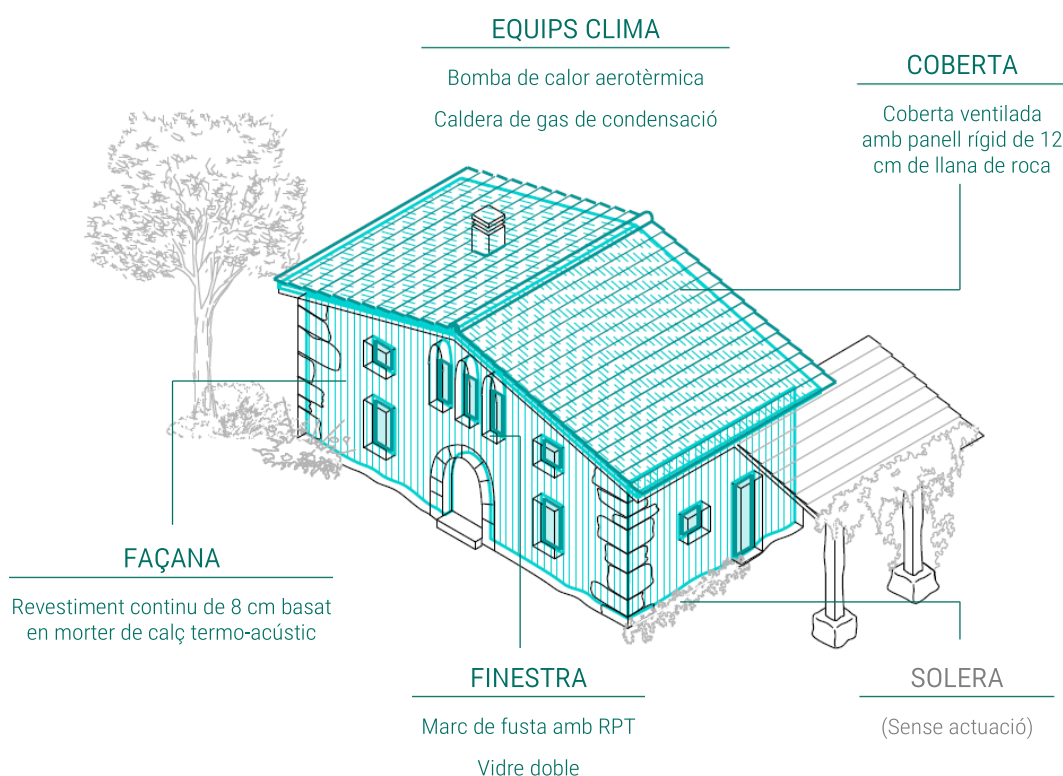 EQUIPS CLIMA
Bomba de calor aerotèrmica
Caldera de gas de condensació
COBERTA
Coberta ventilada
amb panell rígid de 12
cm de llana de roca
FAÇANA
Revestiment continu de 8 cm basat
en morter de calç termo-acústic
FINESTRA
Marc de fusta amb RPT
Vidre doble
SOLERA
(Sense actuació)